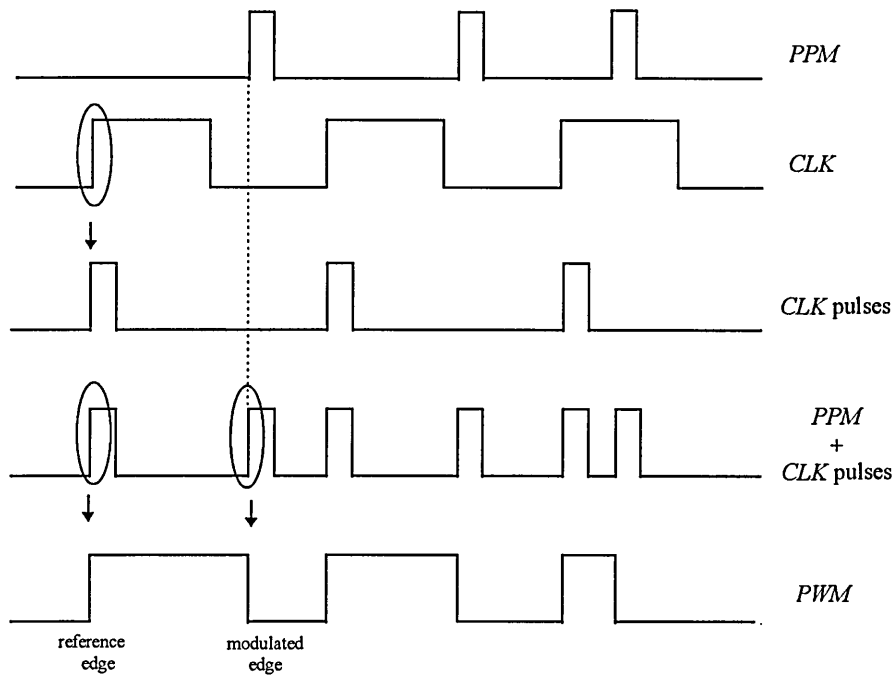 PPM
CLK
CLK pulses
PPM
+
CLK pulses
PWM
reference
edge
modulated
edge